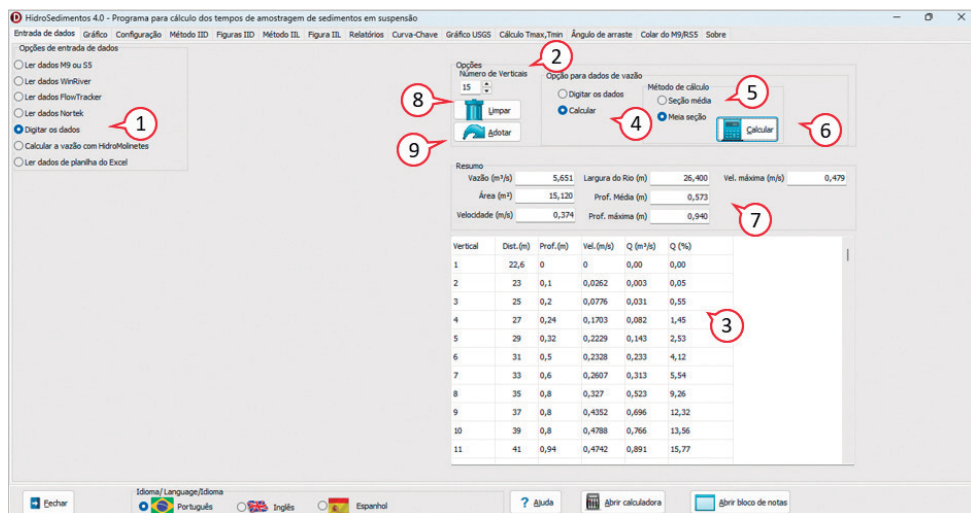 HidroSedimentos 4.0 - Programa para cálculo dos tempos de amostragem de sedimentos em suspensão
Entrada de dados Gráfico Configuração Método IID Figuras IID Método IIL Figura IIL Relatórios Curva-Chave Gráfico USGS Cálculo Tmax,Tmin Ângulo de arraste Colar do M9/RS5 Sobre
Opções de entrada de dados
Ler dados M9 ou S5
Ler dados WinRiver
Ler dados FlowTracker
Ler dados Nortek
Digitar os dados
Calcular a vazão com HidroMolinetes
Ler dados de planilha do Excel
1
Opções
2
Número de Verticais
15
8
Limpar
9
Adotar
Opção para dados de vazão
Digitar os dados
Calcular
4
Método de cálculo
Seção média
5
Meia seção
Calcular
6
Resumo
Vazão (m³/s) 5,651 Largura do Rio (m) 26,400 Vel. máxima (m/s) 0,479
Área (m²) 15,120 Prof. Média (m) 0,573
Velocidade (m/s) 0,374 Prof. máxima (m) 0,940
7
Vertical Dist.(m) Prof.(m) Vel.(m/s) Q (m³/s) Q (%)
1 22,6 0 0 0,00 0,00
2 23 0,1 0,0262 0,003 0,05
3 25 0,2 0,0776 0,031 0,55
4 27 0,24 0,1703 0,082 1,45
3
5 29 0,32 0,2229 0,143 2,53
6 31 0,5 0,2328 0,233 4,12
7 33 0,6 0,2607 0,313 5,54
8 35 0,8 0,327 0,523 9,26
9 37 0,8 0,4352 0,696 12,32
10 39 0,8 0,4788 0,766 13,56
11 41 0,94 0,4742 0,891 15,77
Fechar
Idioma/Language/Idioma
Português Inglês Espanhol
? Ajuda
Abrir calculadora
Abrir bloco de notas